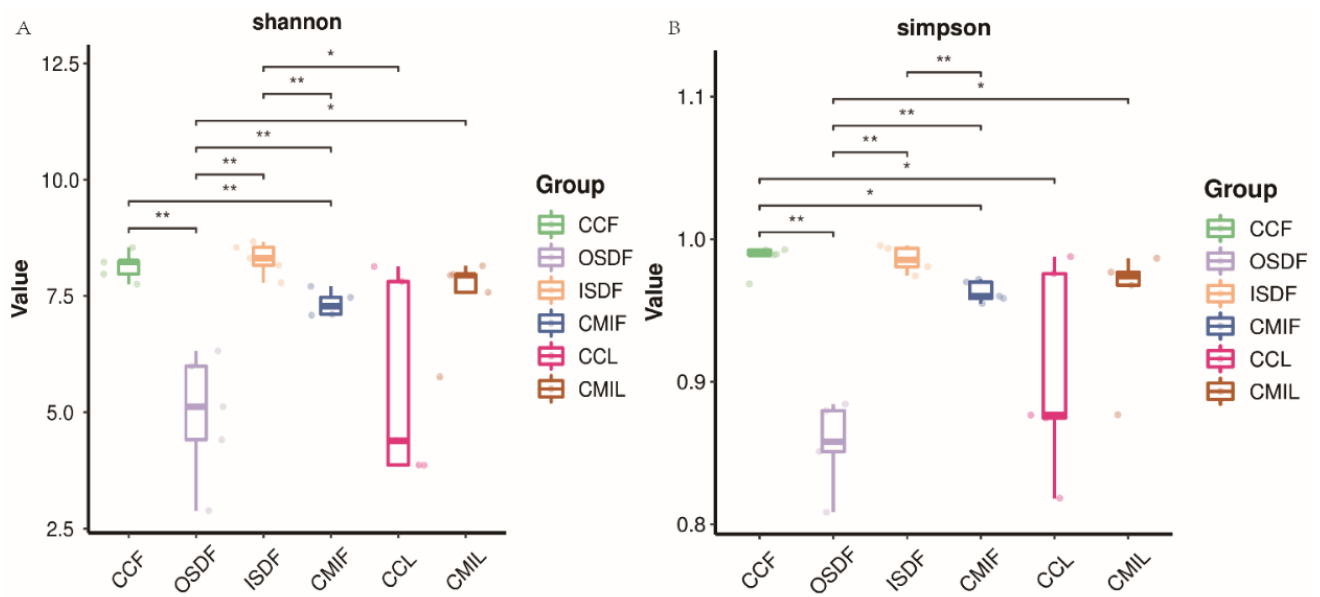 A
shannon
Value
12.5
10.0
7.5
5.0
2.5
*
**
*
**
**
**
**
CCF
OSDF
ISDF
CMIF
CCL
CMIL
Group
CCF
OSDF
ISDF
CMIF
CCL
CMIL
B
simpson
Value
1.1
1.0
0.9
0.8
**
*
**
**
*
*
**
CCF
OSDF
ISDF
CMIF
CCL
CMIL
Group
CCF
OSDF
ISDF
CMIF
CCL
CMIL